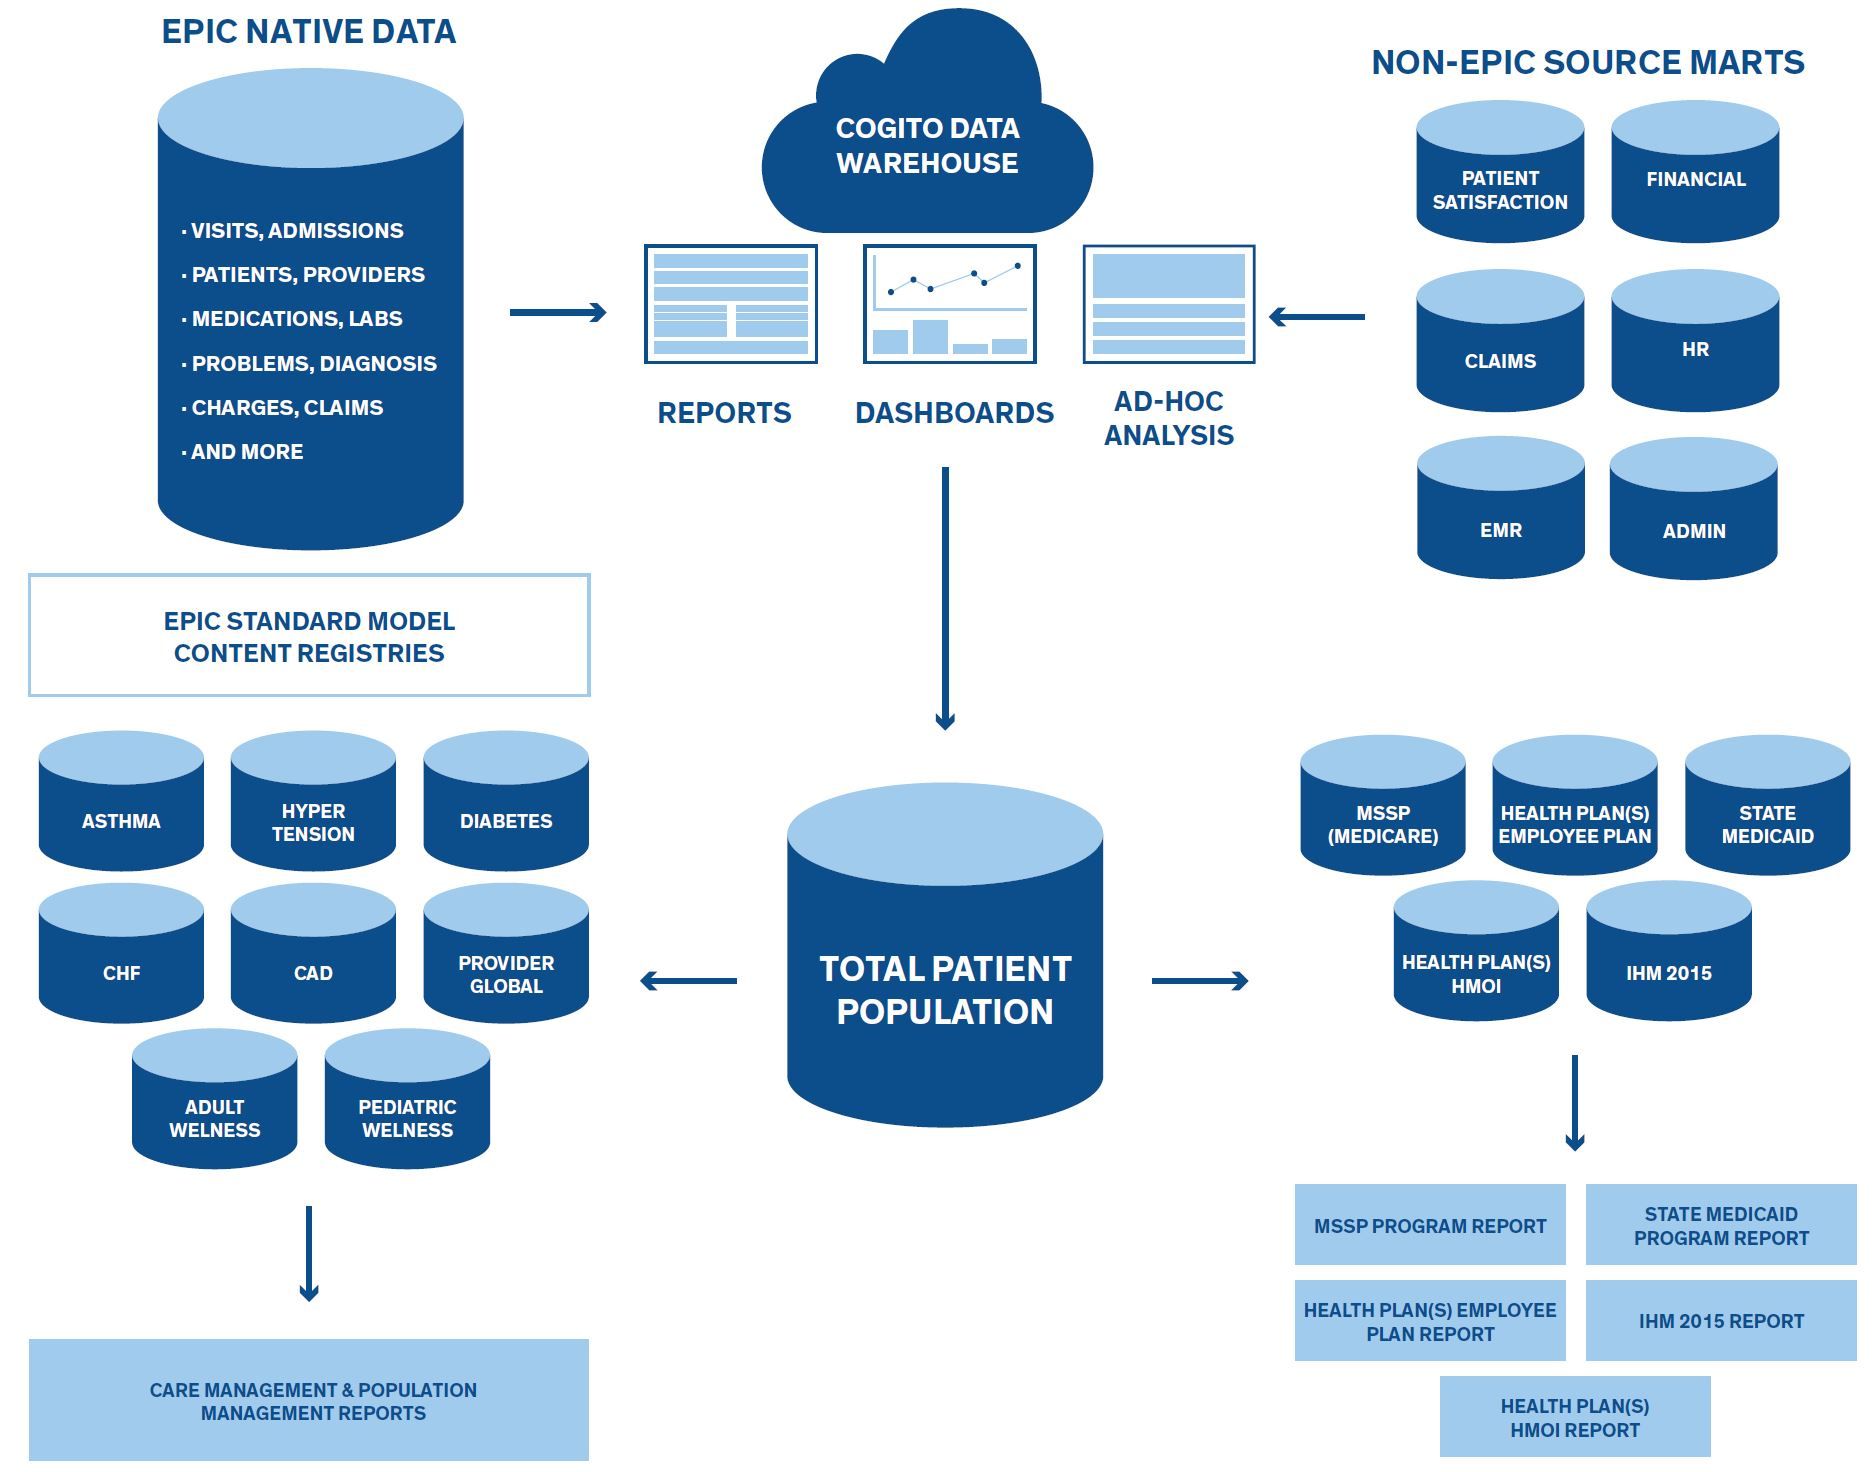 EPIC NATIVE DATA
· VISITS, ADMISSIONS
· PATIENTS, PROVIDERS
· MEDICATIONS, LABS
· PROBLEMS, DIAGNOSIS
· CHARGES, CLAIMS
· AND MORE
COGITO DATA
WAREHOUSE
REPORTS
DASHBOARDS
AD-HOC
ANALYSIS
NON-EPIC SOURCE MARTS
PATIENT
SATISFACTION
FINANCIAL
CLAIMS
HR
EMR
ADMIN
EPIC STANDARD MODEL
CONTENT REGISTRIES
ASTHMA
HYPER
TENSION
DIABETES
CHF
CAD
PROVIDER
GLOBAL
ADULT
WELNESS
PEDIATRIC
WELNESS
CARE MANAGEMENT & POPULATION
MANAGEMENT REPORTS
TOTAL PATIENT
POPULATION
MSSP
(MEDICARE)
HEALTH PLAN(S)
EMPLOYEE PLAN
STATE
MEDICAID
HEALTH PLAN(S)
HMOI
IHM 2015
MSSP PROGRAM REPORT
STATE MEDICAID
PROGRAM REPORT
HEALTH PLAN(S) EMPLOYEE
PLAN REPORT
IHM 2015 REPORT
HEALTH PLAN(S)
HMOI REPORT